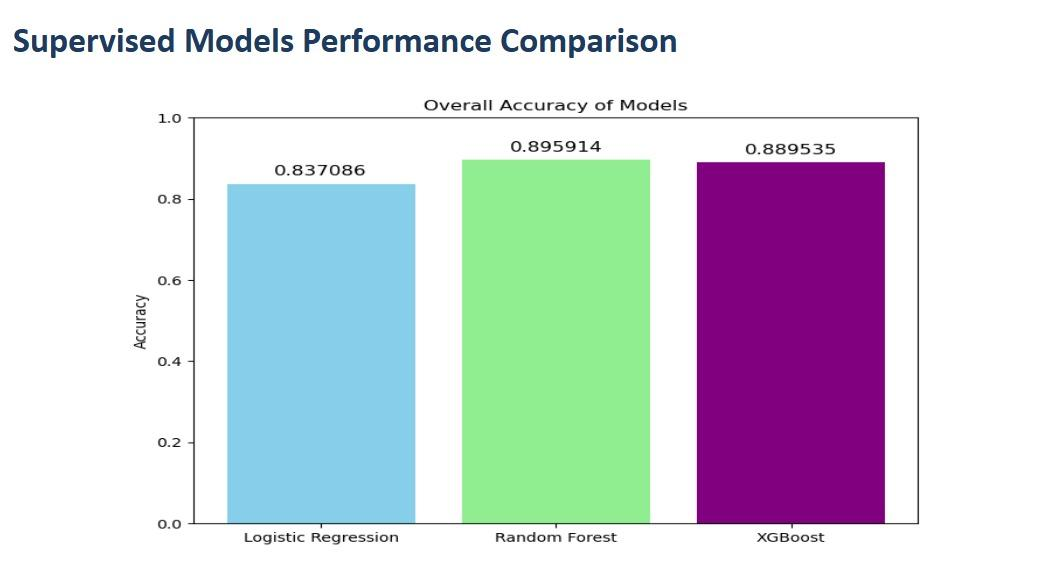 Supervised Models Performance Comparison
Overall Accuracy of Models
1.0
0.8
0.6
0.4
0.2
0.0
Accuracy
0.837086
0.895914
0.889535
Logistic Regression
Random Forest
XGBoost